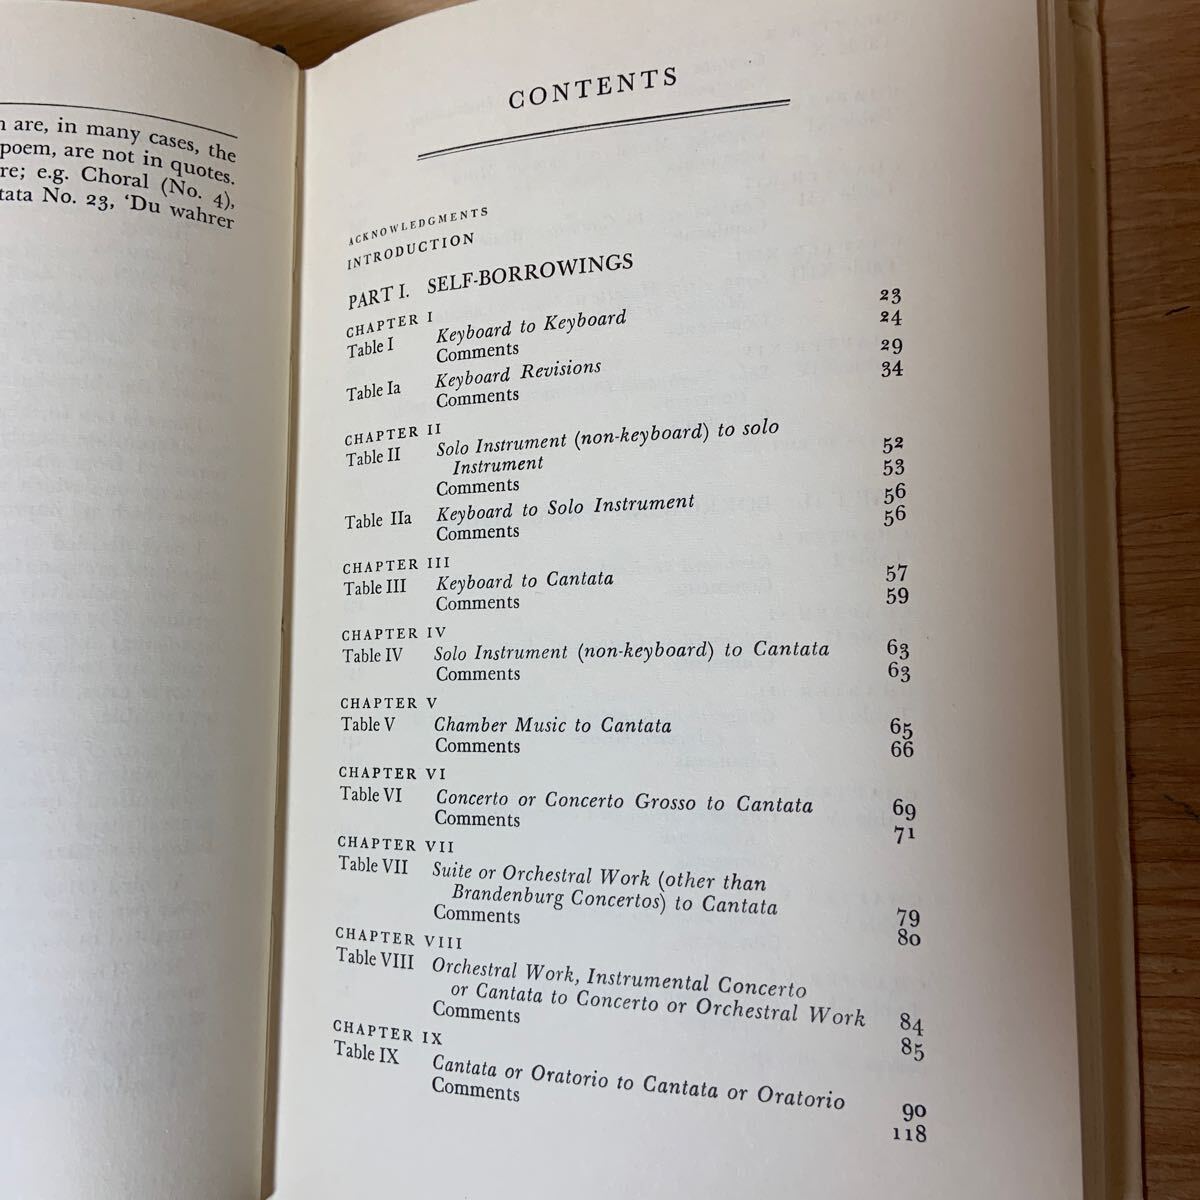 n are, in many cases, the
poem, are not in quotes.
re; e.g. Choral (No. 4),
tata No. 23, 'Du wahrer
CONTENTS
ACKNOWLEDGMENTS
INTRODUCTION
PART I. SELF-BORROWINGS
CHAPTER I
Table I Keyboard to Keyboard 23
Comments 24
Table Ia Keyboard Revisions 29
Comments 34
CHAPTER II
Table II Solo Instrument (non-keyboard) to solo
Instrument 52
Comments 53
Table IIa Keyboard to Solo Instrument 56
Comments 56
CHAPTER III
Table III Keyboard to Cantata 57
Comments 59
CHAPTER IV
Table IV Solo Instrument (non-keyboard) to Cantata 63
Comments 63
CHAPTER V
Table V Chamber Music to Cantata 65
Comments 66
CHAPTER VI
Table VI Concerto or Concerto Grosso to Cantata 69
Comments 71
CHAPTER VII
Table VII Suite or Orchestral Work (other than
Brandenburg Concertos) to Cantata 79
Comments 80
CHAPTER VIII
Table VIII Orchestral Work, Instrumental Concerto
or Cantata to Concerto or Orchestral Work 84
Comments 85
CHAPTER IX
Table IX Cantata or Oratorio to Cantata or Oratorio 90
Comments 118